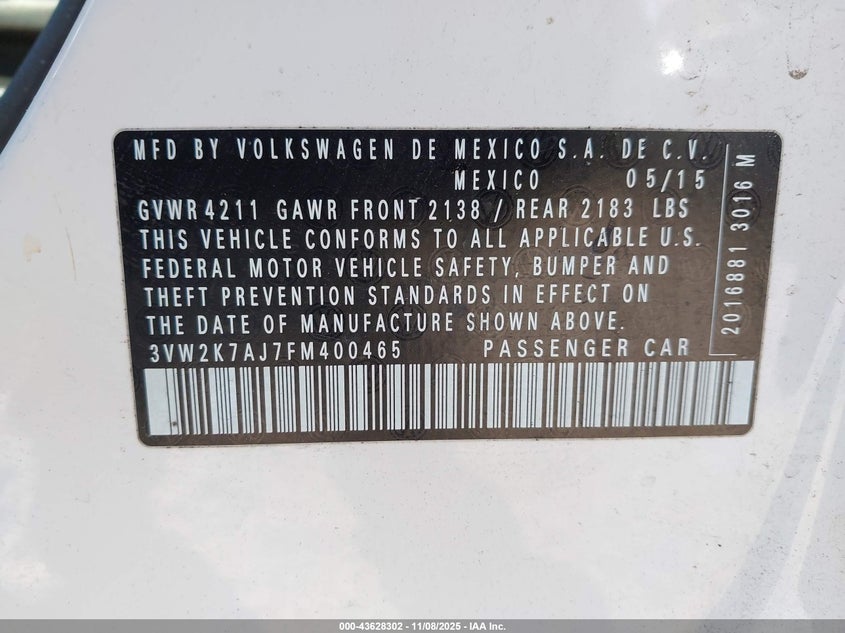 MFD BY VOLKSWAGEN DE MEXICO S.A. DE C.V.
MEXICO 05/15
GVWR 4211 GAWR FRONT 2138 / REAR 2183 LBS
THIS VEHICLE CONFORMS TO ALL APPLICABLE U.S.
FEDERAL MOTOR VEHICLE SAFETY, BUMPER AND
THEFT PREVENTION STANDARDS IN EFFECT ON
THE DATE OF MANUFACTURE SHOWN ABOVE.
3VW2K7AJ7FM400465 PASSENGER CAR
2016881 3016 M
000-43628302 - 11/08/2025 - IAA Inc.